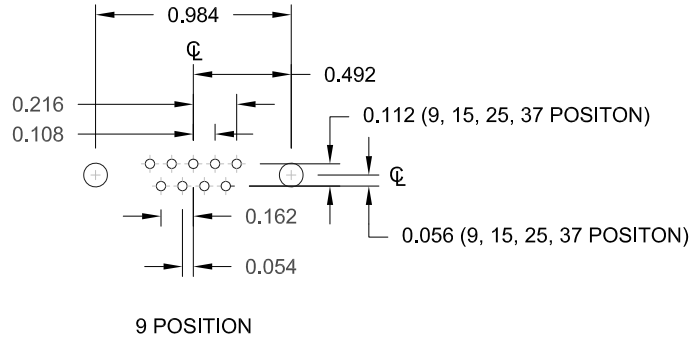 0.984
℄
0.492
0.216
0.112 (9, 15, 25, 37 POSITON)
0.108
℄
0.162
0.056 (9, 15, 25, 37 POSITON)
0.054
9 POSITION